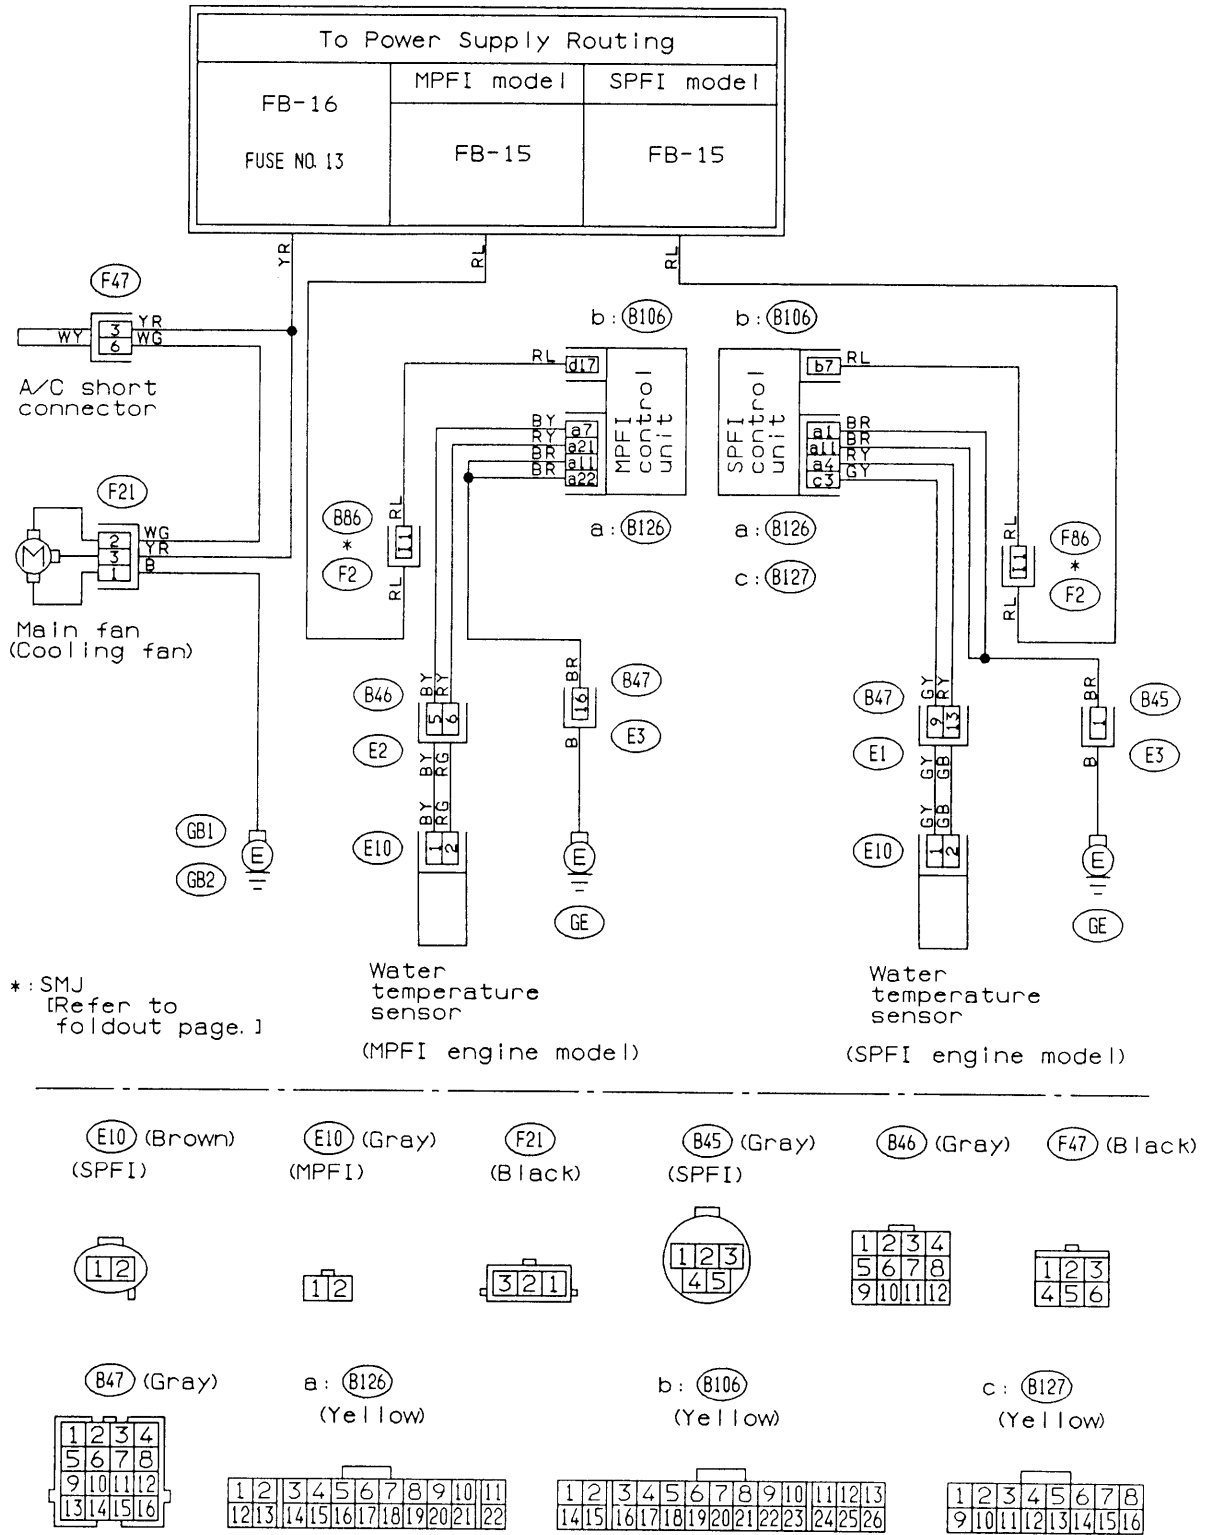 To Power Supply Routing
FB-16
FUSE NO. 13
MPFI model
SPFI model
FB-15
FB-15
YR
RL
RL
F47
WY
3
6
YR
WG
A/C short
connector
F21
M
2
3
1
WG
YR
B
Main fan
(Cooling fan)
GB1
GB2
E
b: B106
RL
d17
BY
RY
BR
BR
a7
a21
a11
a22
MPFI
control
unit
a: B126
B86
*
F2
RL
11
RL
b: B106
SPFI
control
unit
b7
RL
a1
a11
a4
c3
BR
BR
RY
GY
a: B126
c: B127
RL
11
RL
F86
*
F2
B46
E2
BY
RY
5
6
BY
RG
BY
RG
E10
1
2
BR
16
B
B47
E3
E
GE
B47
E1
GY
RY
9
13
GY
GB
GY
GB
E10
1
2
BR
1
B
B45
E3
E
GE
Water
temperature
sensor
(MPFI engine model)
Water
temperature
sensor
(SPFI engine model)
*: SMJ
[Refer to
foldout page.]
E10 (Brown)
(SPFI)
1 2
E10 (Gray)
(MPFI)
1 2
F21
(Black)
3 2 1
B45 (Gray)
(SPFI)
1 2 3
4 5
B46 (Gray)
1 2 3 4
5 6 7 8
9 10 11 12
F47 (Black)
1 2 3
4 5 6
B47 (Gray)
1 2 3 4
5 6 7 8
9 10 11 12
13 14 15 16
a: B126
(Yellow)
1 2 3 4 5 6 7 8 9 10 11
12 13 14 15 16 17 18 19 20 21 22
b: B106
(Yellow)
1 2 3 4 5 6 7 8 9 10 11 12 13
14 15 16 17 18 19 20 21 22 23 24 25 26
c: B127
(Yellow)
1 2 3 4 5 6 7 8
9 10 11 12 13 14 15 16